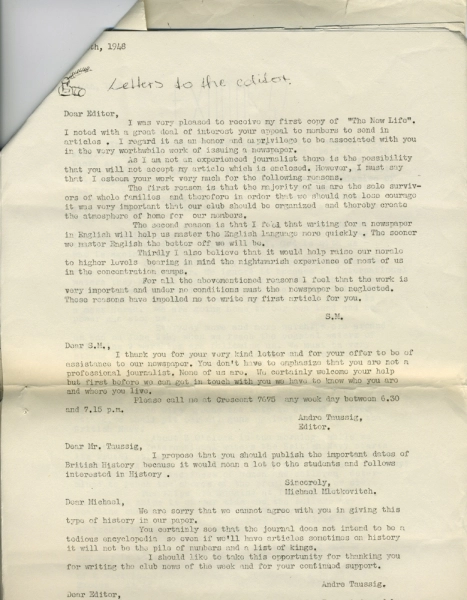 th, 1948
Letters to the editor.
Dear Editor,
I was very pleased to receive my first copy of "The New Life".
I noted with a great deal of interest your appeal to members to send in
articles . I regard it as an honor and a privilage to be associated with you
in the very worthwhile work of issuing a newspaper.
As I am not an experienced journalist there is the possibility
that you will not accept my article which is enclosed. However, I must say
that I esteem your work very much for the following reasons.
The first reason is that the majority of us are the sole surviv-
ors of whole families and therefore in order that we should not lose courage
it was very important that our club should be organized and thereby create
the atmosphere of home for our members.
The second reason is that I feel that writing for a newspaper
in English will help us master the English language more quickly . The sooner
we master English the better off we will be.
Thirdly I also believe that it would help raise our morale
to higher levels bearing in mind the nightmarish experience of most of us
in the concentration camps.
For all the abovementioned reasons I feel that the work is
very important and under no conditions must the newspaper be neglected.
These reasons have impelled me to write my first article for you.
S.M.
Dear S.M.,
I thank you for your very kind letter and for your offer to be of
assistance to our newspaper. You don't have to emphasize that you are not a
professional journalist. None of us are. We certainly welcome your help
but first before we can get in touch with you we have to know who you are
and where you live.
Please call me at Crescent 7675 any week day between 6.30
and 7.15 p.m.
Andre Taussig,
Editor.
Dear Mr. Taussig,
I propose that you should publish the important dates of
British History because it would mean a lot to the students and follows
interested in History .
Sincerely,
Michael Mlotkovitch.
Dear Michael,
We are sorry that we cannot agree with you in giving this
type of history in our paper.
You certainly see that the journal does not intend to be a
tedious encyclopedia so even if we'll have articles sometimes on history
it will not be the pile of numbers and a list of kings.
I should like to take this opportunity for thanking you
for writing the club news of the week and for your continued support.
Andre Taussig.
Dear Editor,